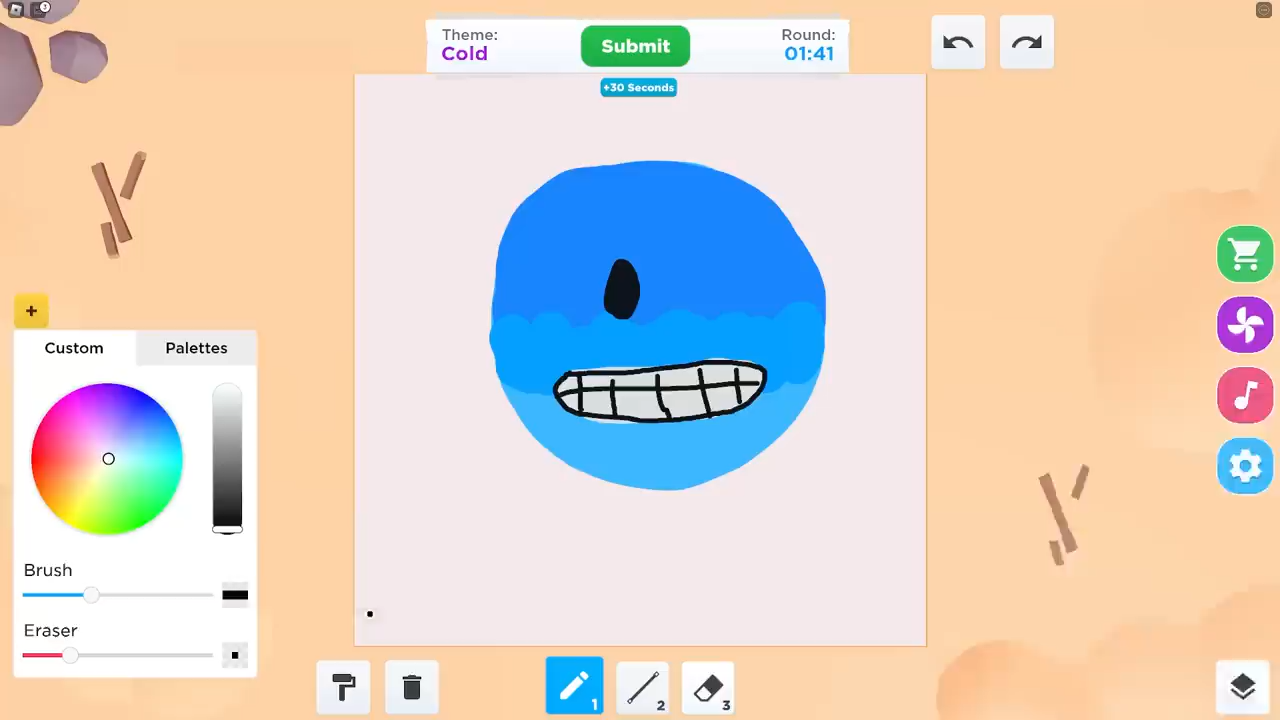 Theme:
Cold
Submit
Round:
01:41
+30 Seconds
+
Custom
Palettes
Brush
Eraser
1
2
3